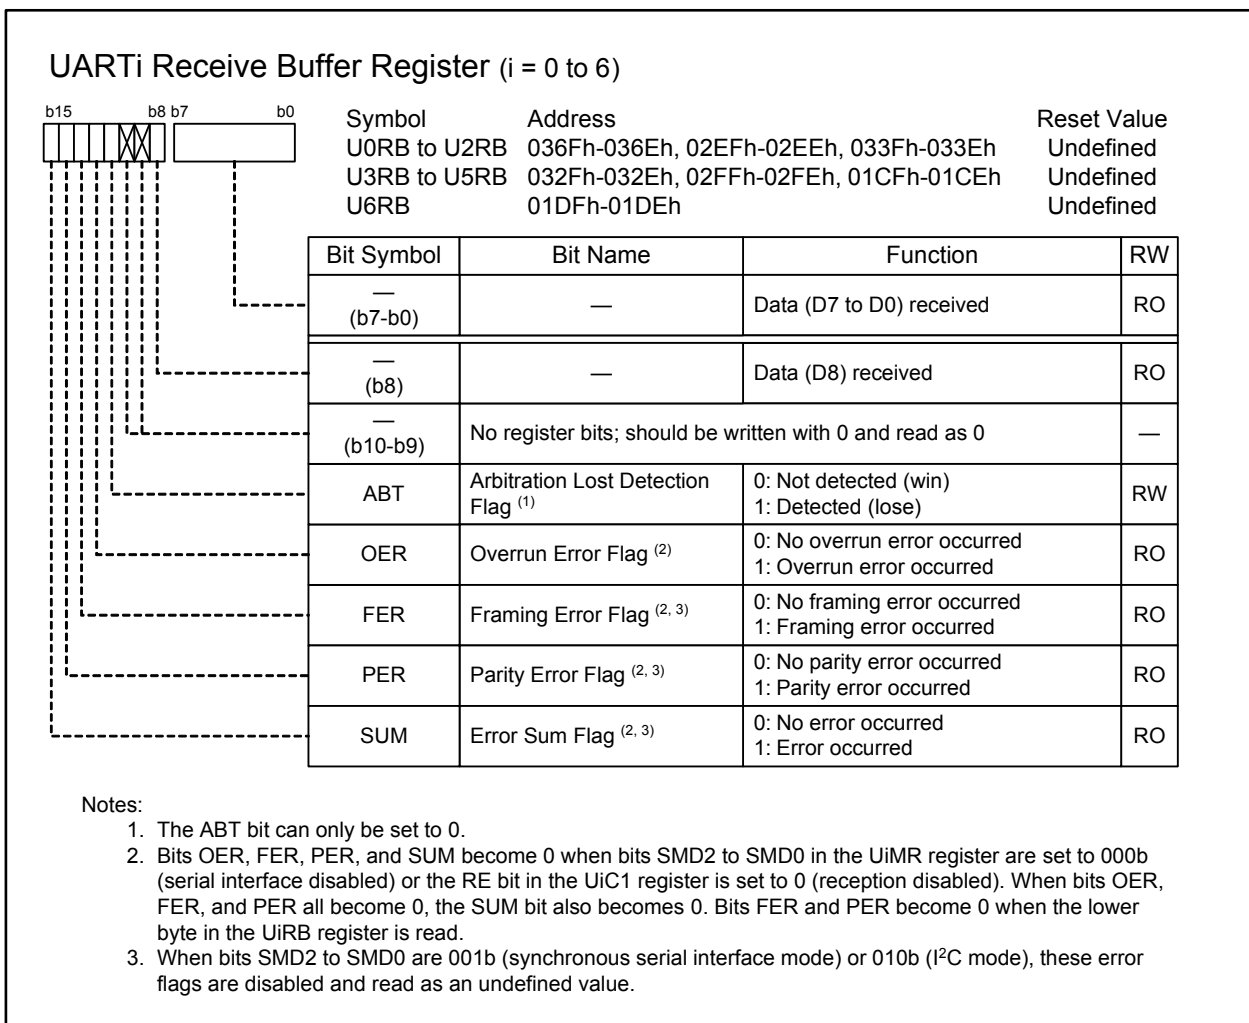 UARTi Receive Buffer Register (i = 0 to 6)
b15 b8 b7 b0
Symbol Address Reset Value
U0RB to U2RB 036Fh-036Eh, 02EFh-02EEh, 033Fh-033Eh Undefined
U3RB to U5RB 032Fh-032Eh, 02FFh-02FEh, 01CFh-01CEh Undefined
U6RB 01DFh-01DEh Undefined
Bit Symbol Bit Name Function RW
—
(b7-b0) — Data (D7 to D0) received RO
—
(b8) — Data (D8) received RO
—
(b10-b9) No register bits; should be written with 0 and read as 0 —
ABT Arbitration Lost Detection Flag (1) 0: Not detected (win)
1: Detected (lose) RW
OER Overrun Error Flag (2) 0: No overrun error occurred
1: Overrun error occurred RO
FER Framing Error Flag (2, 3) 0: No framing error occurred
1: Framing error occurred RO
PER Parity Error Flag (2, 3) 0: No parity error occurred
1: Parity error occurred RO
SUM Error Sum Flag (2, 3) 0: No error occurred
1: Error occurred RO
Notes:
1. The ABT bit can only be set to 0.
2. Bits OER, FER, PER, and SUM become 0 when bits SMD2 to SMD0 in the UiMR register are set to 000b
(serial interface disabled) or the RE bit in the UiC1 register is set to 0 (reception disabled). When bits OER,
FER, and PER all become 0, the SUM bit also becomes 0. Bits FER and PER become 0 when the lower
byte in the UiRB register is read.
3. When bits SMD2 to SMD0 are 001b (synchronous serial interface mode) or 010b (I²C mode), these error
flags are disabled and read as an undefined value.